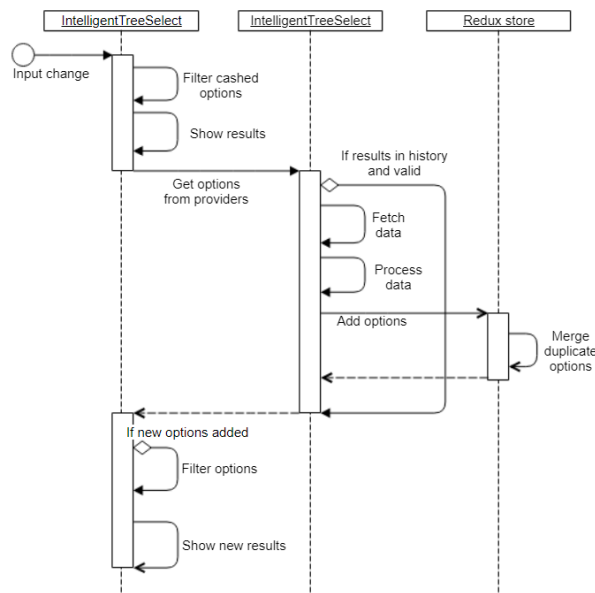 IntelligentTreeSelect
IntelligentTreeSelect
Redux store
Input change
Filter cashed
options
Show results
Get options
from providers
If results in history
and valid
Fetch
data
Process
data
Add options
Merge
duplicate
options
If new options added
Filter options
Show new results